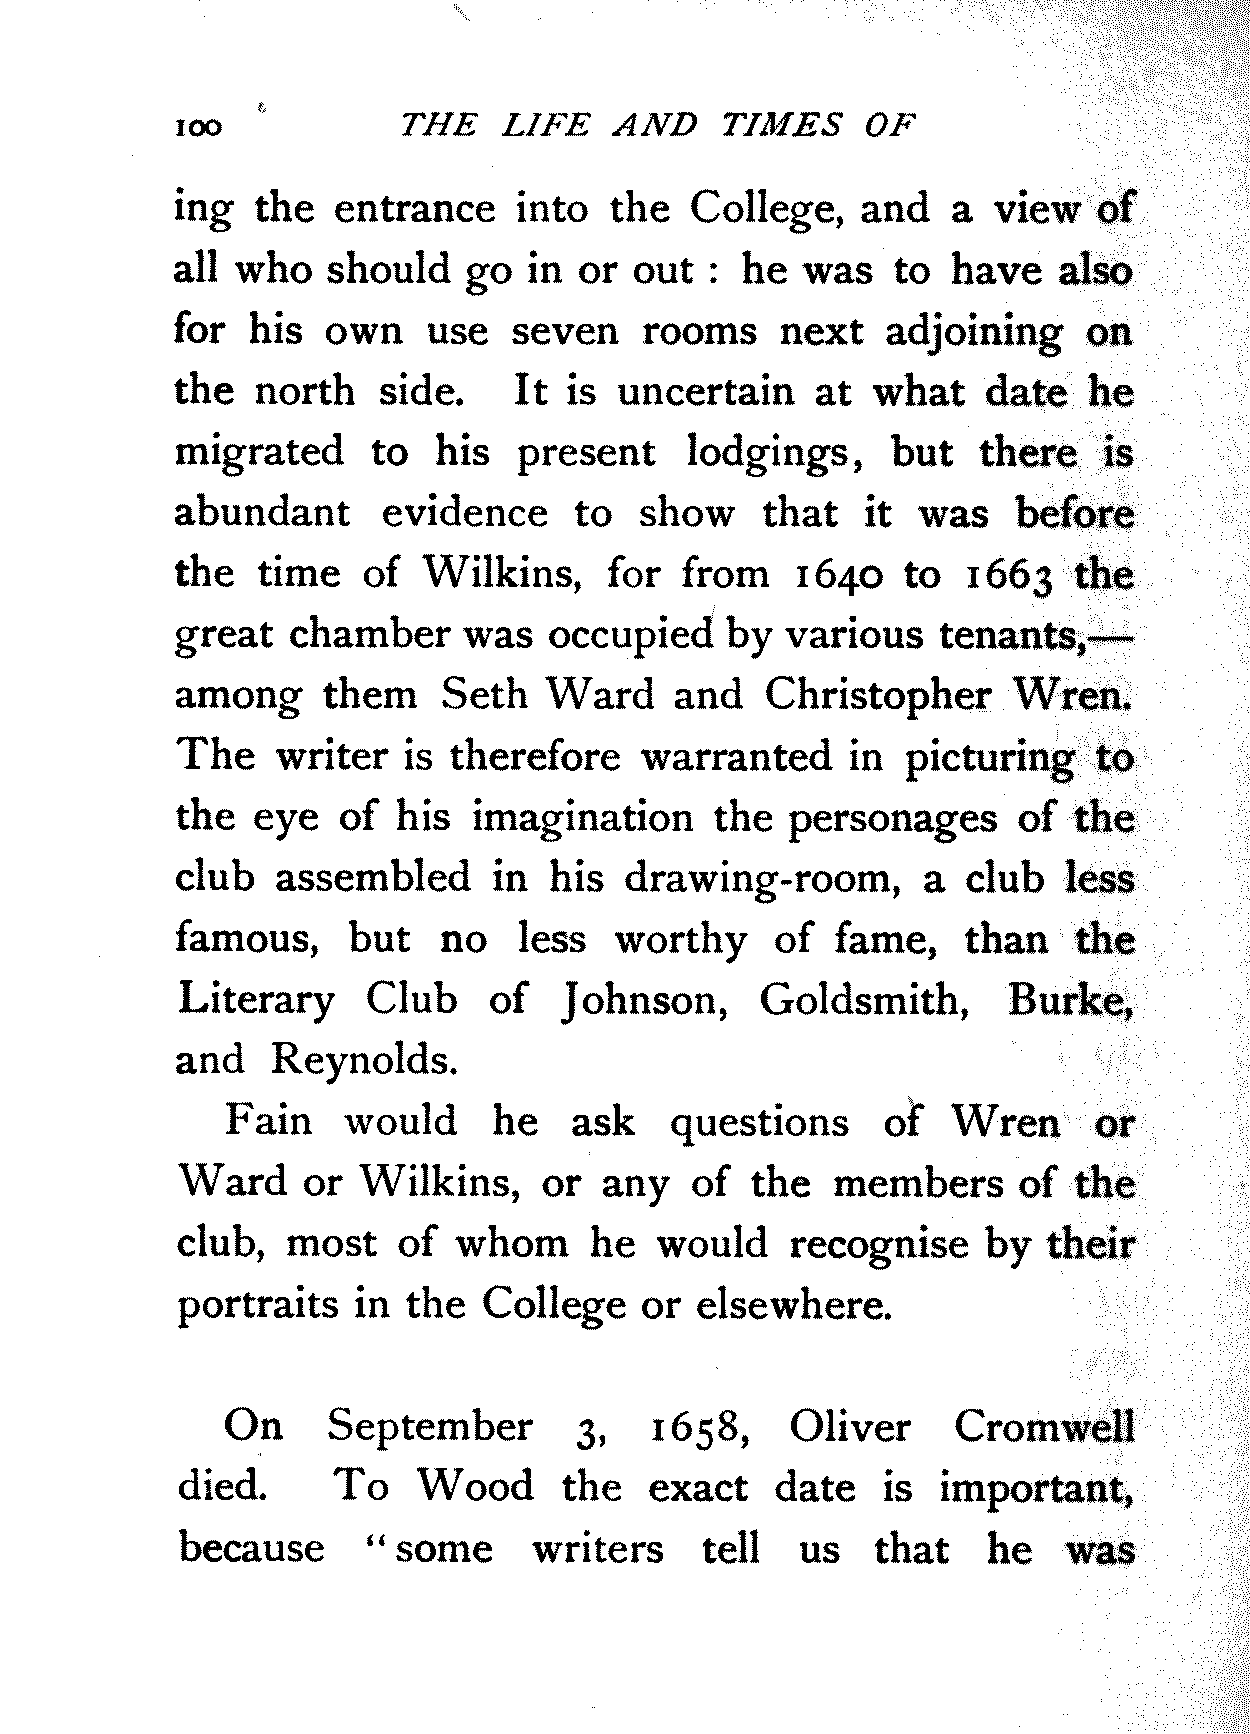 100 THE LIFE AND TIMES OF
ing the entrance into the College, and a view of
all who should go in or out : he was to have also
for his own use seven rooms next adjoining on
the north side. It is uncertain at what date he
migrated to his present lodgings, but there is
abundant evidence to show that it was before
the time of Wilkins, for from 1640 to 1663 the
great chamber was occupied by various tenants,—
among them Seth Ward and Christopher Wren.
The writer is therefore warranted in picturing to
the eye of his imagination the personages of the
club assembled in his drawing-room, a club less
famous, but no less worthy of fame, than the
Literary Club of Johnson, Goldsmith, Burke,
and Reynolds.
Fain would he ask questions of Wren or
Ward or Wilkins, or any of the members of the
club, most of whom he would recognise by their
portraits in the College or elsewhere.
On September 3, 1658, Oliver Cromwell
died. To Wood the exact date is important,
because "some writers tell us that he was